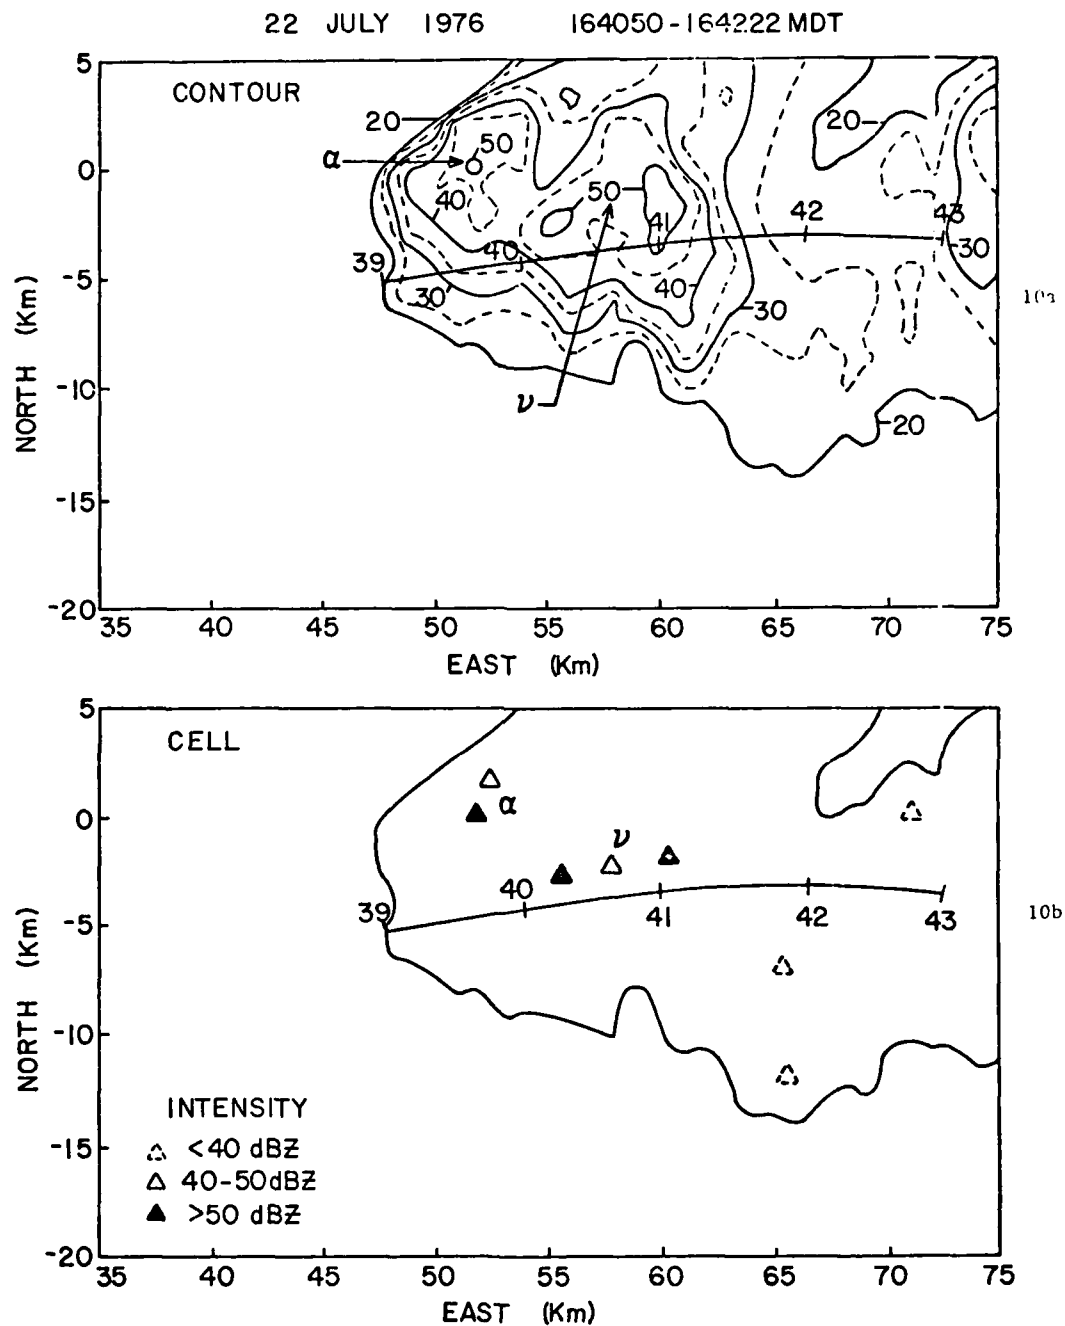 22 JULY 1976 164050-164222 MDT
CONTOUR
20
α
50
40
50
41
42
43
20
39
40
30
40
30
30
20
ν
5
0
-5
-10
-15
-20
NORTH (Km)
35 40 45 50 55 60 65 70 75
EAST (Km)
10a
CELL
α
ν
39
40
41
42
43
5
0
-5
-10
-15
-20
NORTH (Km)
INTENSITY
<40 dBZ
40-50dBZ
>50 dBZ
35 40 45 50 55 60 65 70 75
EAST (Km)
10b